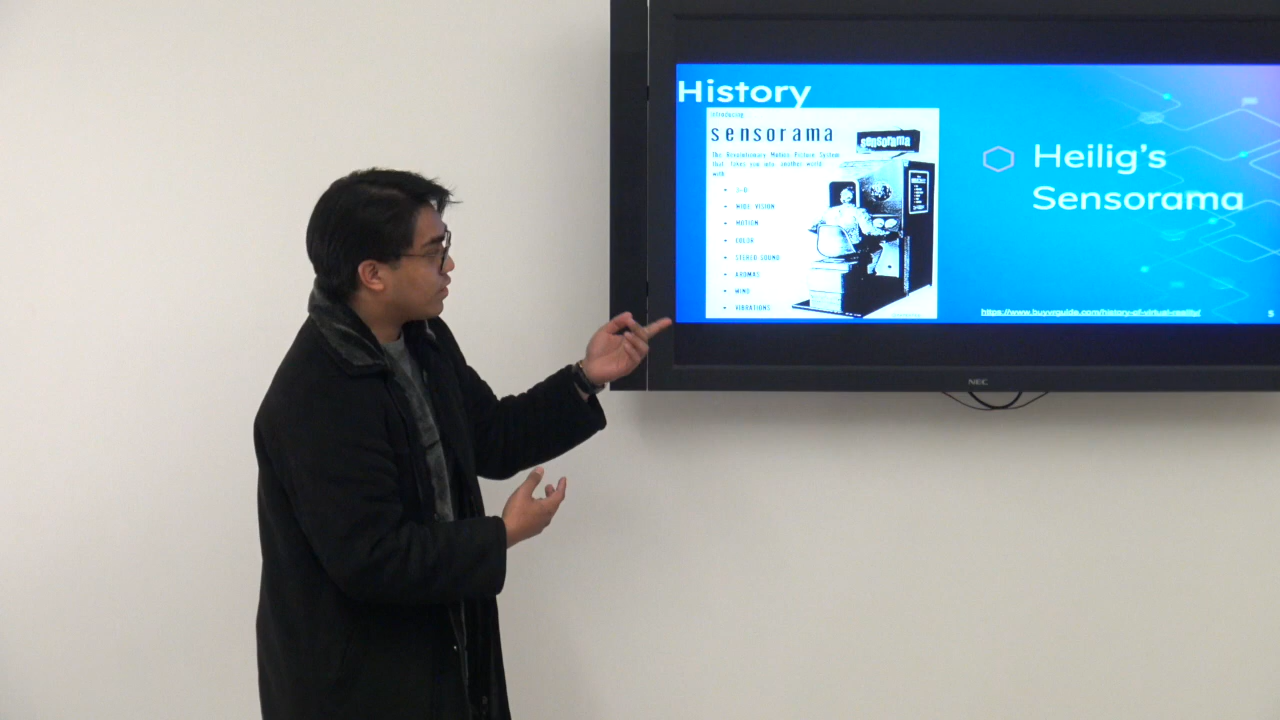 History
Introducing...
sensorama
The Revolutionary Motion Picture System
that takes you into another world
with
• 3-D
• WIDE VISION
• MOTION
• COLOR
• STEREO-SOUND
• AROMAS
• WIND
• VIBRATIONS
sensorama
Heilig's
Sensorama
https://www.buyvrguide.com/history-of-virtual-reality/
5
NEC